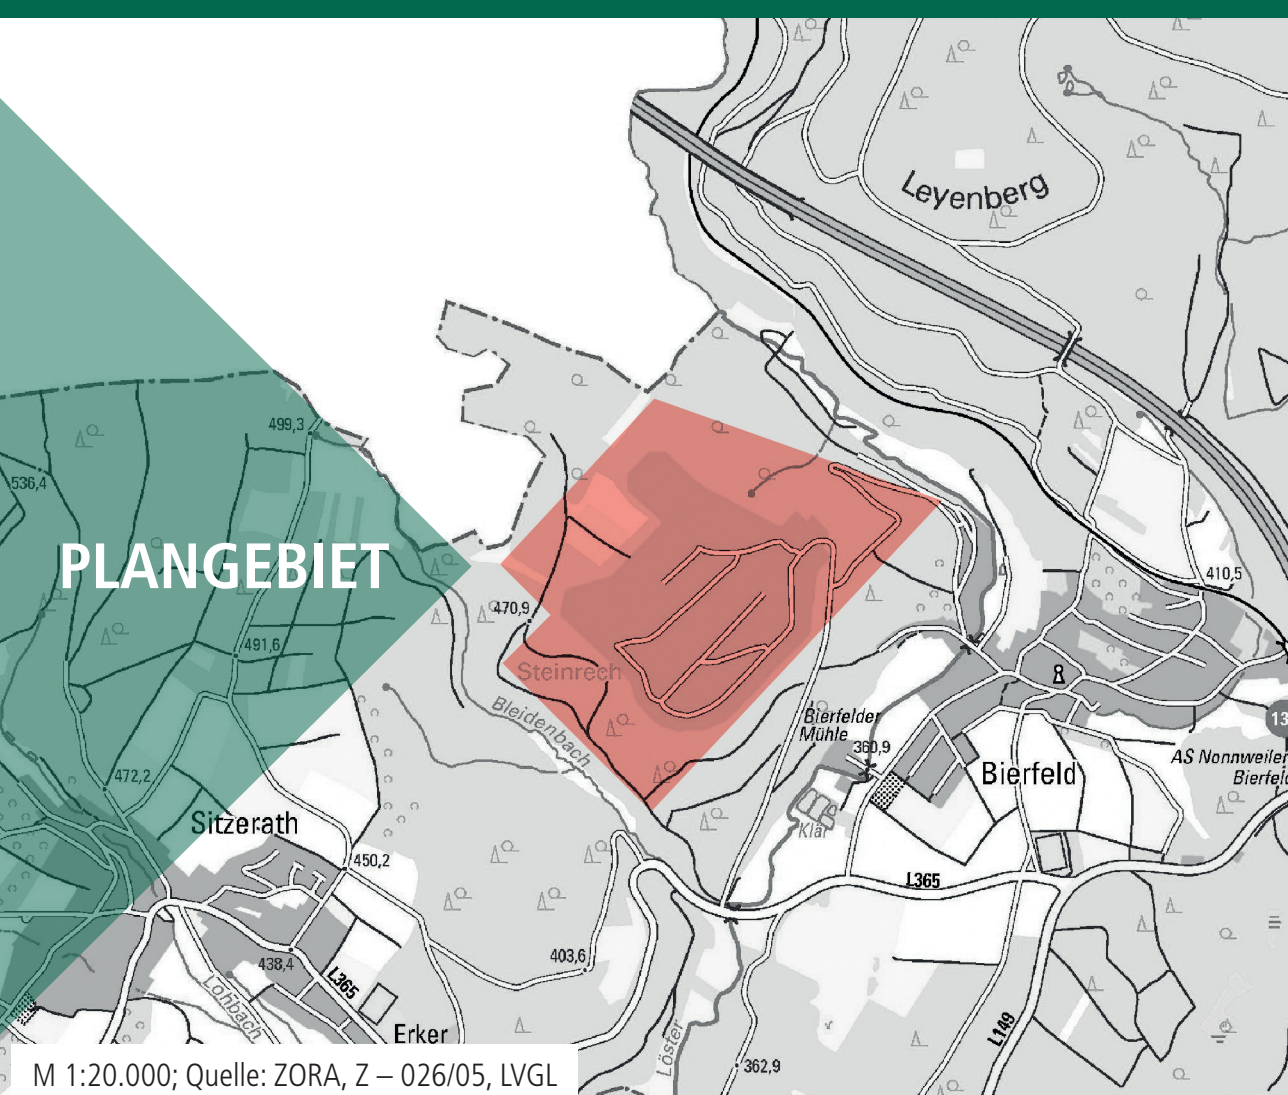 Leyenberg
499,3
536,4
PLANGEBIET
410,5
470,9
491,6
Steinrech
Bleidenbach
Bierfelder
Mühle
360,9
13
AS Nonnweiler
Bierfeld
472,2
Bierfeld
Sitzerath
Klär
450,2
L365
403,6
438,4
L365
Lohbach
Erker
L149
Löster
362,9
M 1:20.000; Quelle: ZORA, Z – 026/05, LVGL